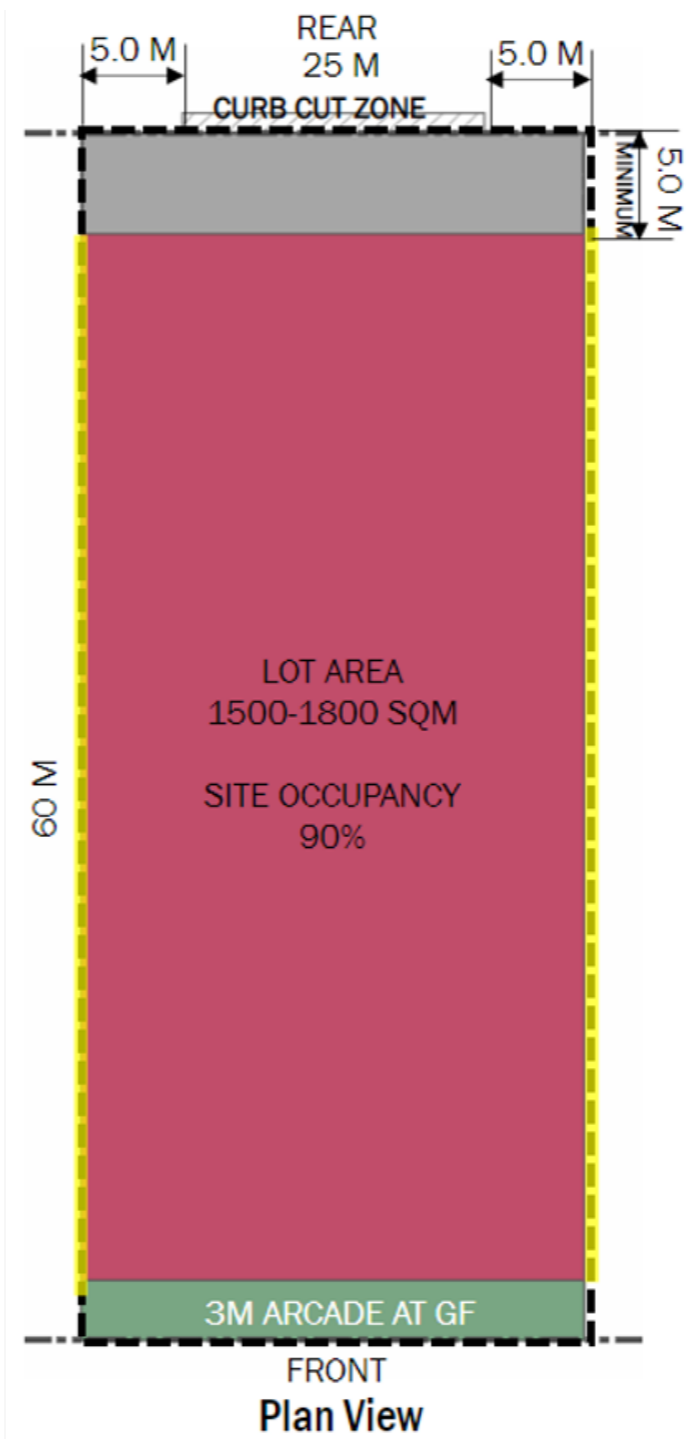 REAR
5.0 M
25 M
5.0 M
CURB CUT ZONE
MINIMUM
5.0 M
LOT AREA
1500-1800 SQM
SITE OCCUPANCY
90%
60 M
3M ARCADE AT GF
FRONT
Plan View